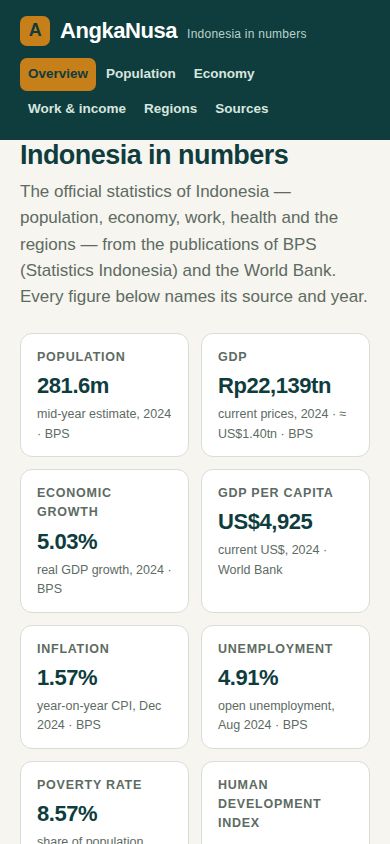 A AngkaNusa Indonesia in numbers
Overview Population Economy
Work & income Regions Sources
Indonesia in numbers
The official statistics of Indonesia —
population, economy, work, health and the
regions — from the publications of BPS
(Statistics Indonesia) and the World Bank.
Every figure below names its source and year.
POPULATION
281.6m
mid-year estimate, 2024
· BPS
GDP
Rp22,139tn
current prices, 2024 · ≈
US$1.40tn · BPS
ECONOMIC
GROWTH
5.03%
real GDP growth, 2024 ·
BPS
GDP PER CAPITA
US$4,925
current US$, 2024 ·
World Bank
INFLATION
1.57%
year-on-year CPI, Dec
2024 · BPS
UNEMPLOYMENT
4.91%
open unemployment,
Aug 2024 · BPS
POVERTY RATE
8.57%
share of population
HUMAN
DEVELOPMENT
INDEX